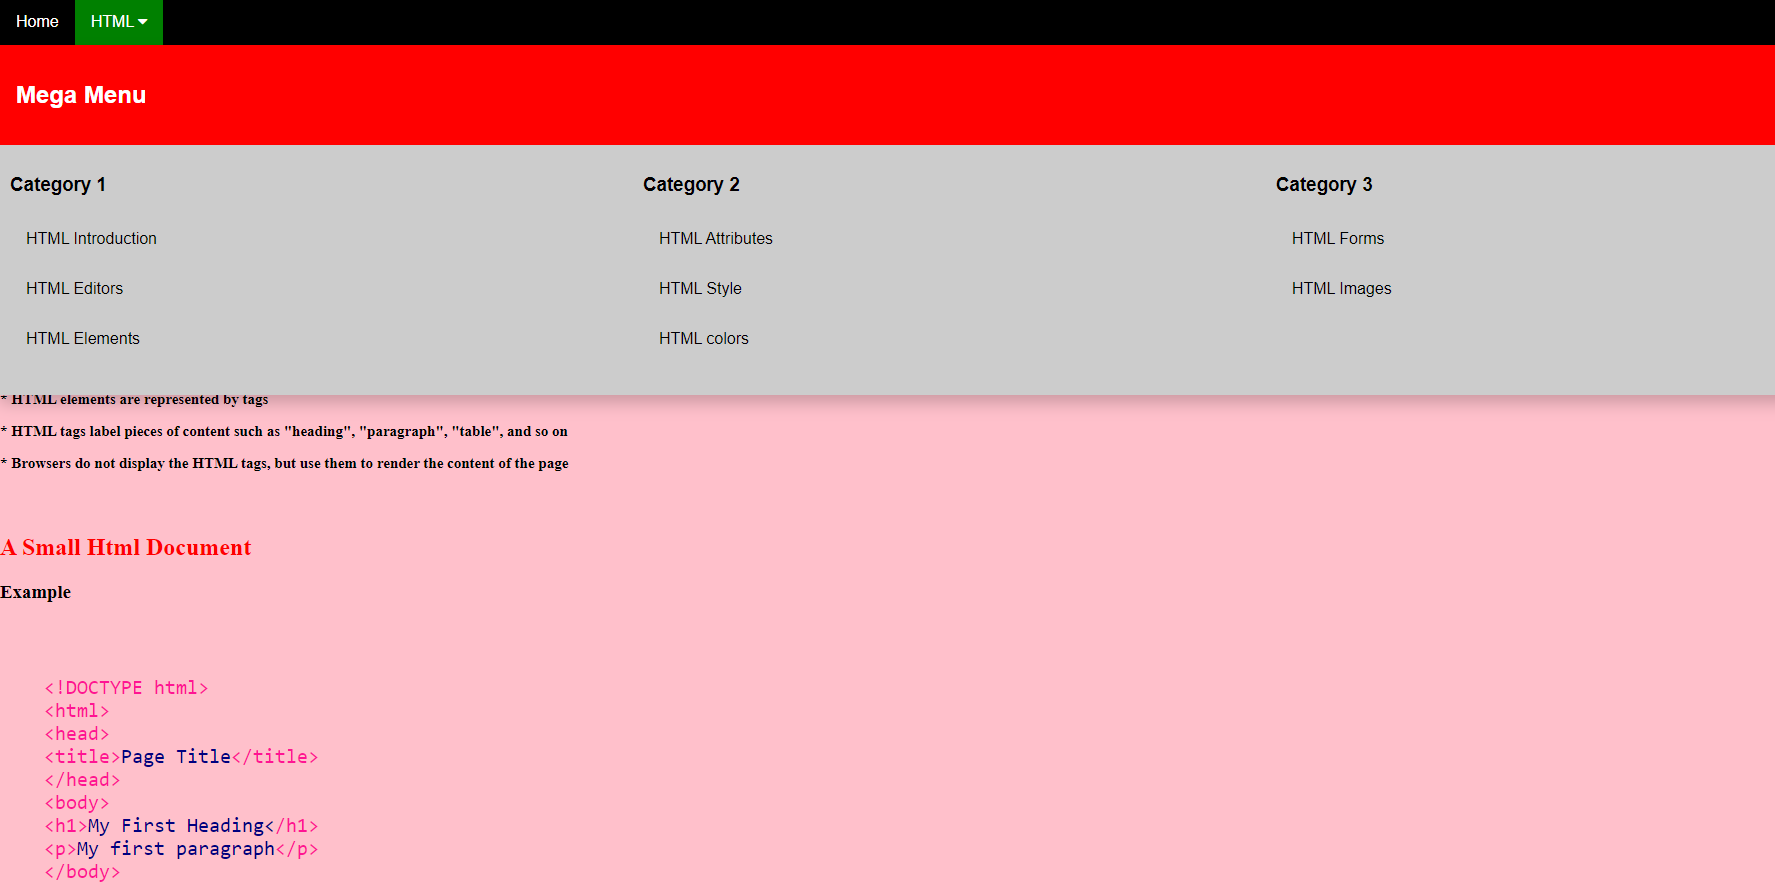 Home HTML
Mega Menu
Category 1 Category 2 Category 3
HTML Introduction HTML Attributes HTML Forms
HTML Editors HTML Style HTML Images
HTML Elements HTML colors
* HTML elements are represented by tags
* HTML tags label pieces of content such as "heading", "paragraph", "table", and so on
* Browsers do not display the HTML tags, but use them to render the content of the page
A Small Html Document
Example
<!DOCTYPE html>
<html>
<head>
<title>Page Title</title>
</head>
<body>
<h1>My First Heading</h1>
<p>My first paragraph</p>
</body>